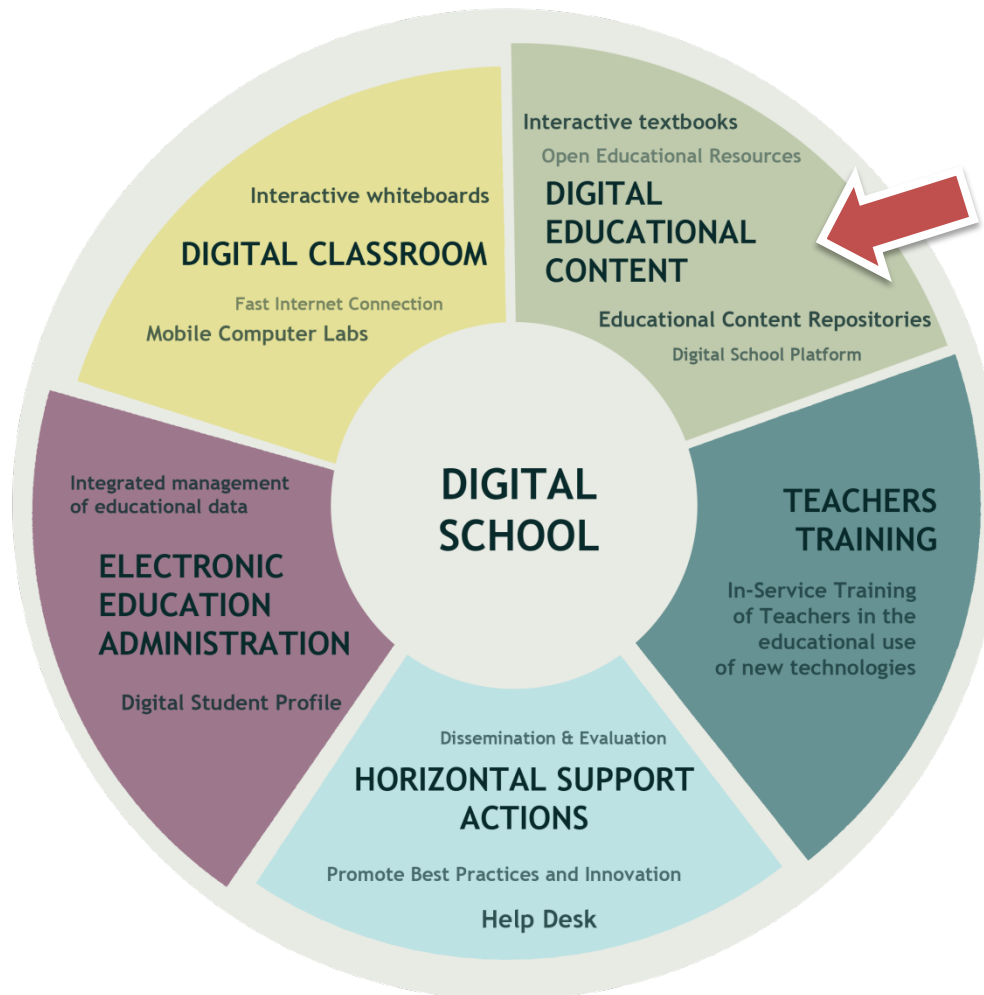 Interactive textbooks
Open Educational Resources
DIGITAL
EDUCATIONAL
CONTENT
Educational Content Repositories
Digital School Platform
Interactive whiteboards
DIGITAL CLASSROOM
Fast Internet Connection
Mobile Computer Labs
DIGITAL
SCHOOL
TEACHERS
TRAINING
In-Service Training
of Teachers in the
educational use
of new technologies
Integrated management
of educational data
ELECTRONIC
EDUCATION
ADMINISTRATION
Digital Student Profile
Dissemination & Evaluation
HORIZONTAL SUPPORT
ACTIONS
Promote Best Practices and Innovation
Help Desk